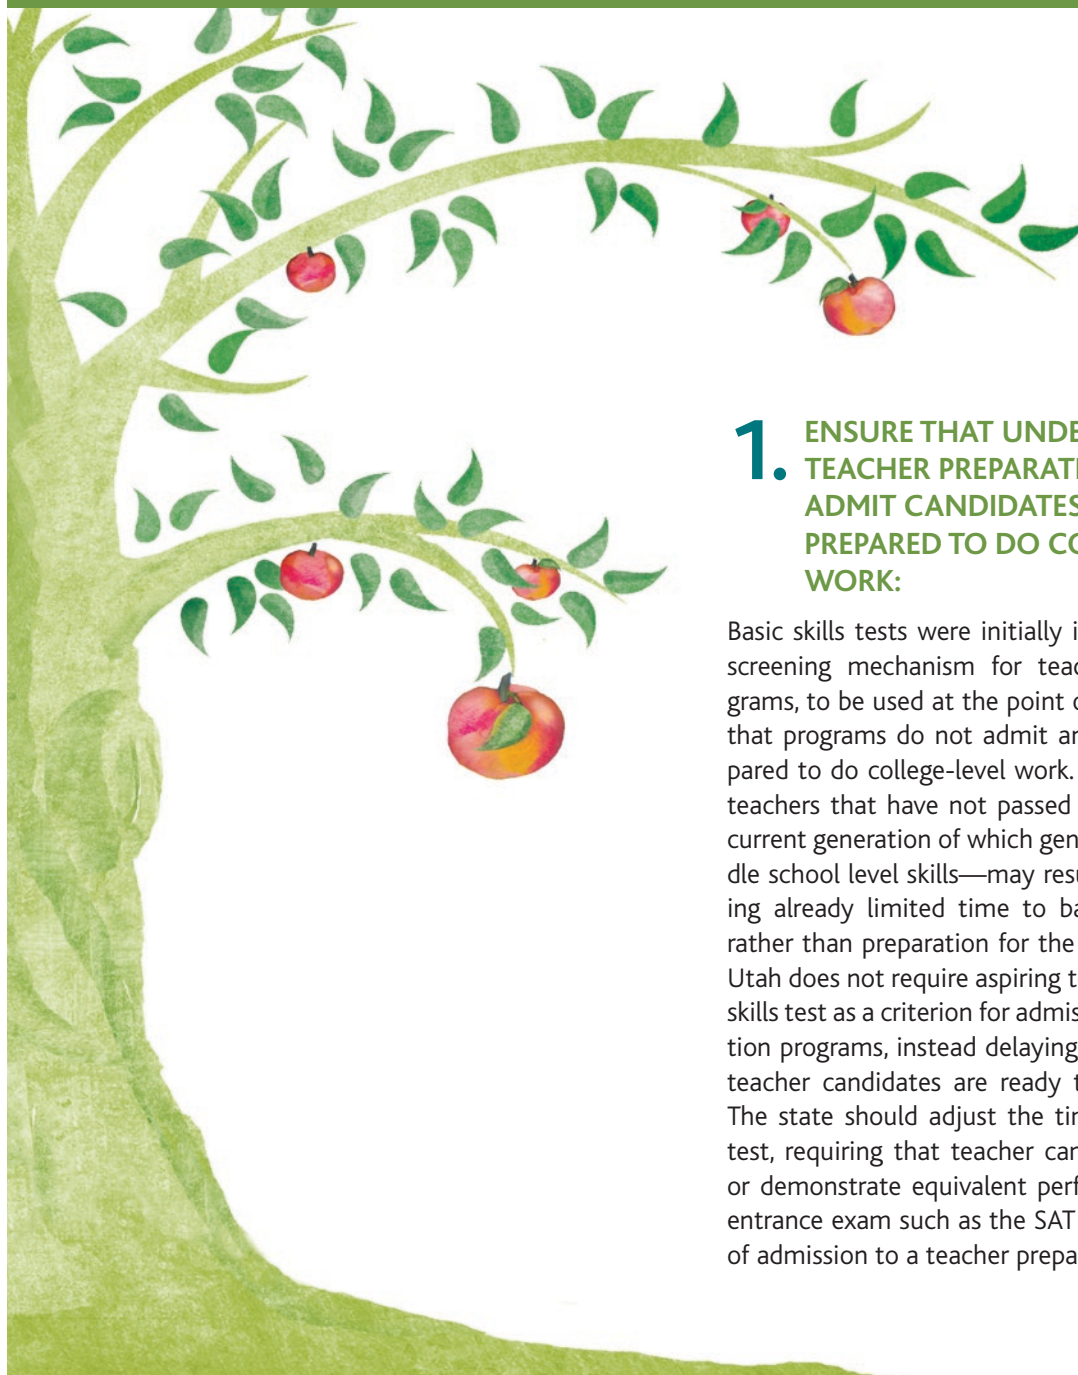 1.
ENSURE THAT UNDE
TEACHER PREPARATI
ADMIT CANDIDATES
PREPARED TO DO CO
WORK:
Basic skills tests were initially i
screening mechanism for teac
grams, to be used at the point o
that programs do not admit an
pared to do college-level work.
teachers that have not passed
current generation of which gen
dle school level skills—may resu
ing already limited time to ba
rather than preparation for the
Utah does not require aspiring t
skills test as a criterion for admis
tion programs, instead delaying
teacher candidates are ready t
The state should adjust the tim
test, requiring that teacher can
or demonstrate equivalent perf
entrance exam such as the SAT
of admission to a teacher prepa